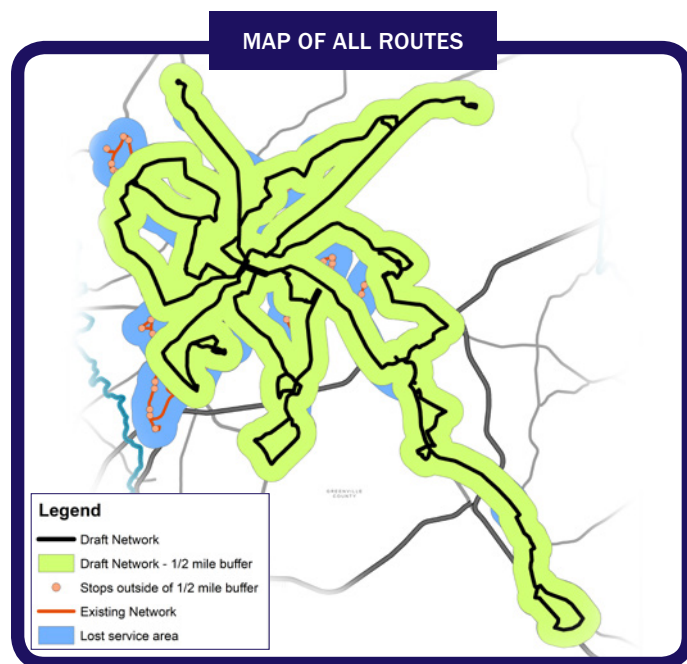 MAP OF ALL ROUTES
GREENVILLE
COUNTY
Legend
Draft Network
Draft Network - 1/2 mile buffer
Stops outside of 1/2 mile buffer
Existing Network
Lost service area